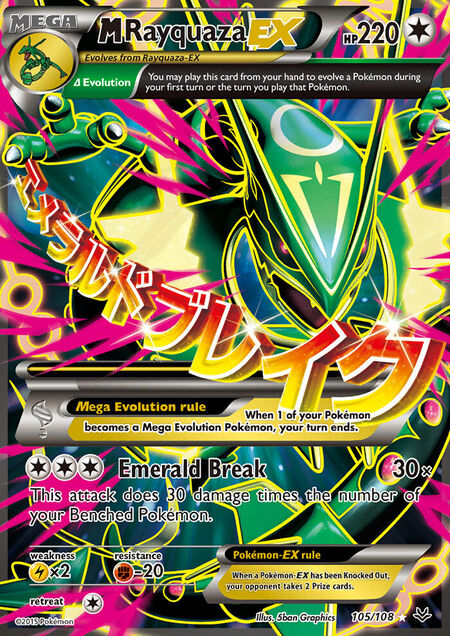 MEGA
M Rayquaza EX
HP 220
Evolves from Rayquaza-EX
Δ Evolution
You may play this card from your hand to evolve a Pokémon during
your first turn or the turn you play that Pokémon.
エメラルドブレイク
Mega Evolution rule
When 1 of your Pokémon
becomes a Mega Evolution Pokémon, your turn ends.
Emerald Break 30×
This attack does 30 damage times the number of
your Benched Pokémon.
weakness
×2
resistance
-20
retreat
Pokémon-EX rule
When a Pokémon-EX has been Knocked Out,
your opponent takes 2 Prize cards.
©2015 Pokémon
Illus. 5ban Graphics
105/108